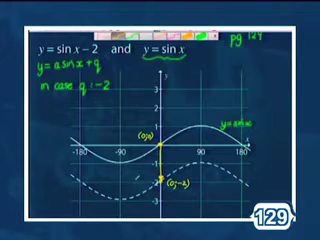 pg 129
y = sin x – 2 and y = sin x
y = a sin x + q
in case q = -2
y
3
2
1
(0;0)
y = sin x
x
-180
-90
90
180
-1
-2
(0;-2)
-3
129